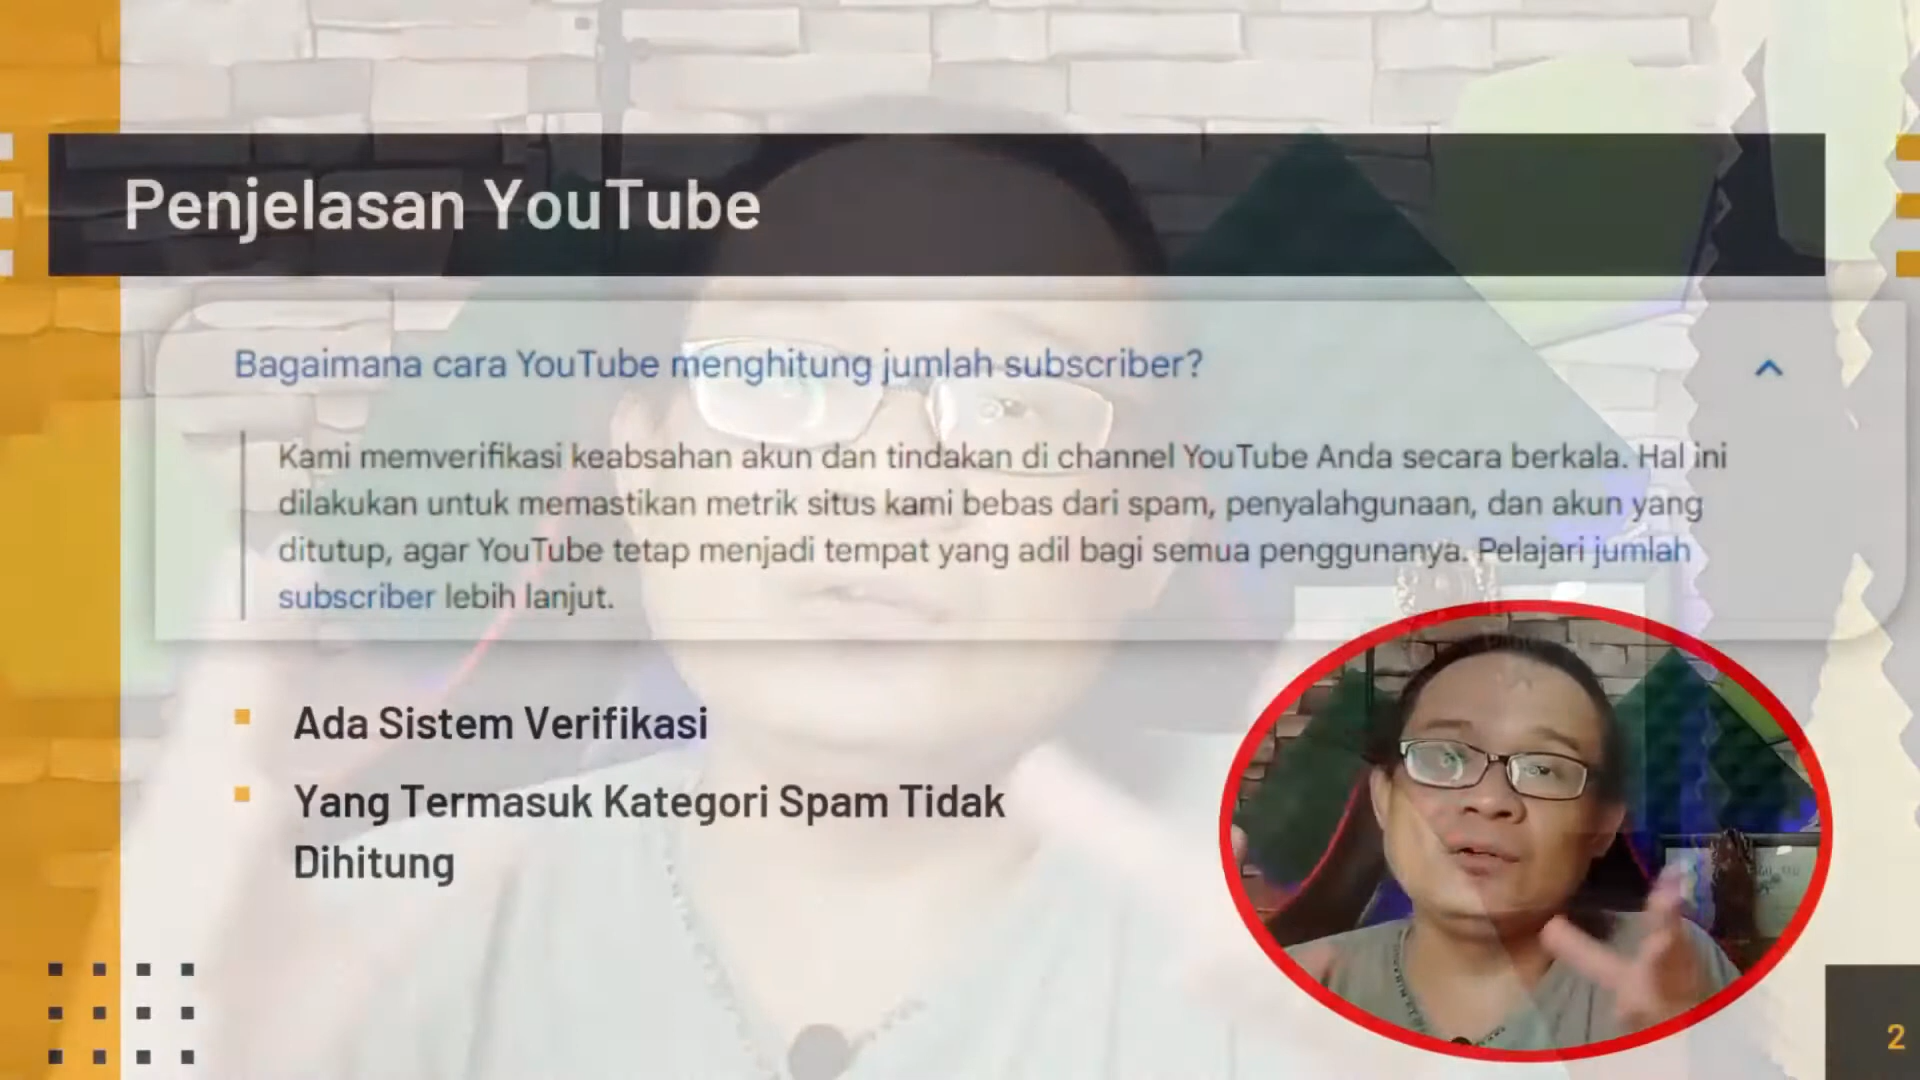 Penjelasan YouTube
Bagaimana cara YouTube menghitung jumlah subscriber?
Kami memverifikasi keabsahan akun dan tindakan di channel YouTube Anda secara berkala. Hal ini
dilakukan untuk memastikan metrik situs kami bebas dari spam, penyalahgunaan, dan akun yang
ditutup, agar YouTube tetap menjadi tempat yang adil bagi semua penggunanya. Pelajari jumlah
subscriber lebih lanjut.
Ada Sistem Verifikasi
Yang Termasuk Kategori Spam Tidak
Dihitung
2